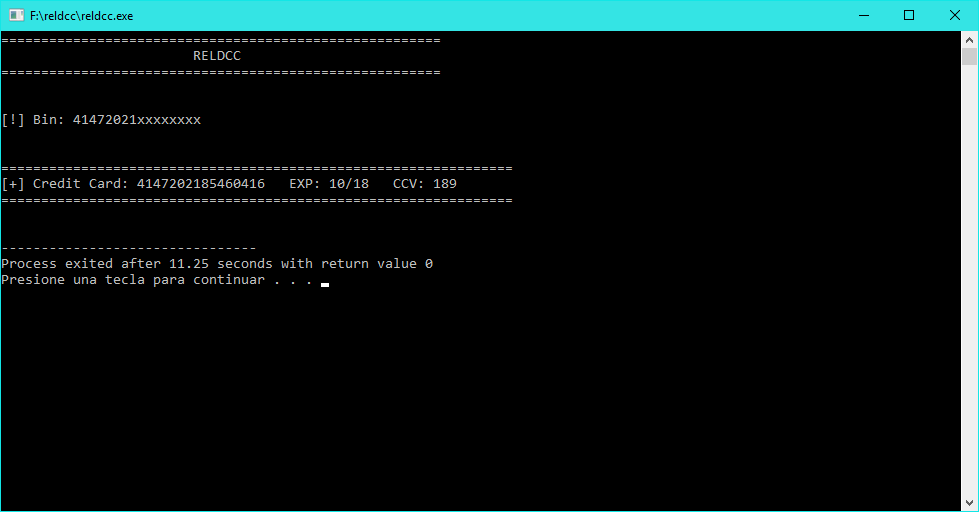 F:\reldcc\reldcc.exe
=======================================================
RELDCC
=======================================================
[!] Bin: 41472021xxxxxxxx
================================================================
[+] Credit Card: 4147202185460416   EXP: 10/18   CCV: 189
================================================================
--------------------------------
Process exited after 11.25 seconds with return value 0
Presione una tecla para continuar . . .